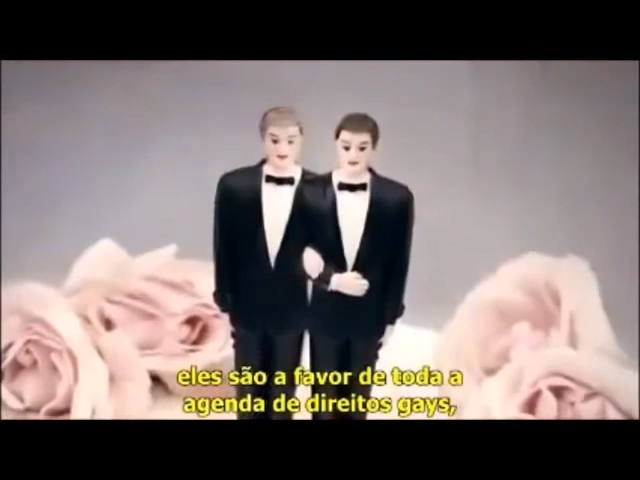 eles são a favor de toda a
agenda de direitos gays,